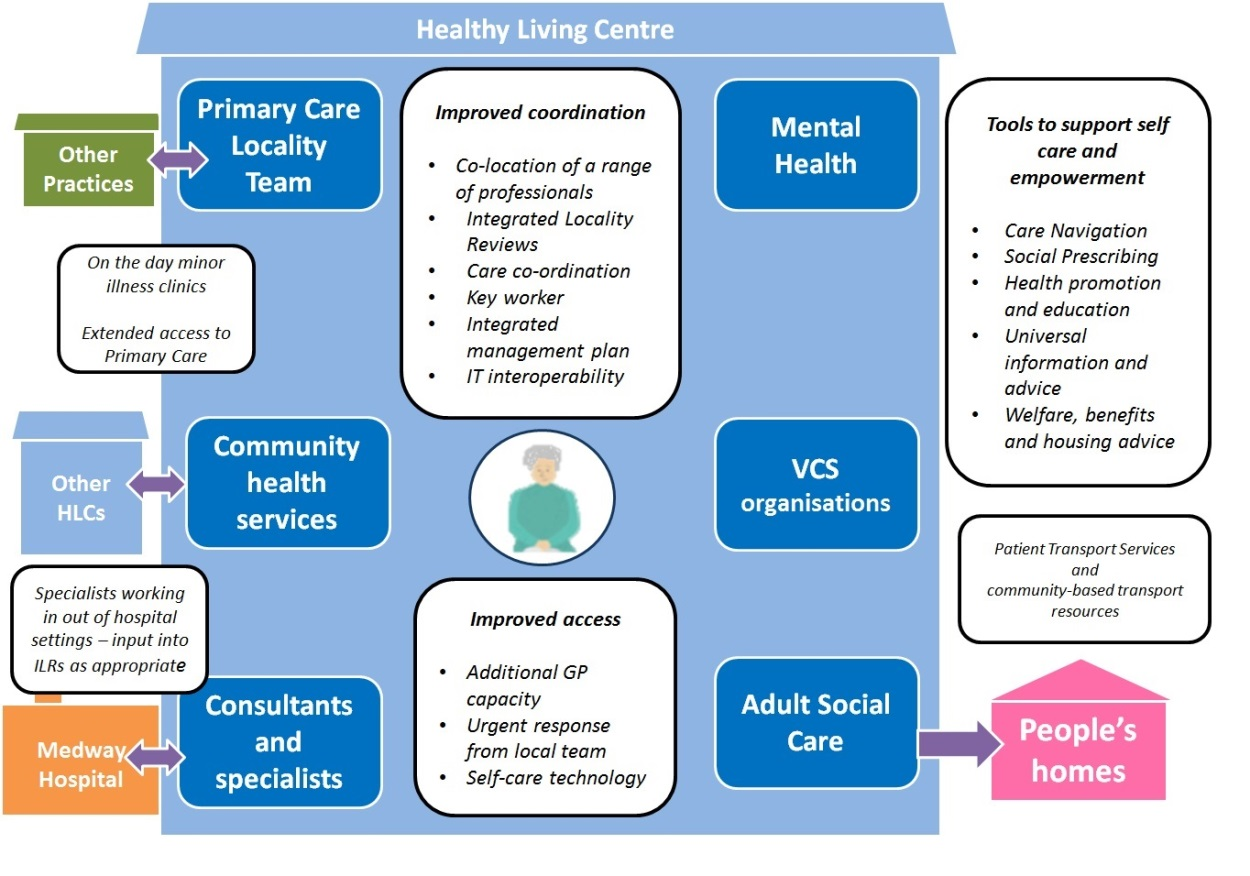 Healthy Living Centre
Other
Practices
Primary Care
Locality
Team
Improved coordination
• Co-location of a range
of professionals
• Integrated Locality
Reviews
• Care co-ordination
• Key worker
• Integrated
management plan
• IT interoperability
Mental
Health
Tools to support self
care and
empowerment
• Care Navigation
• Social Prescribing
• Health promotion
and education
• Universal
information and
advice
• Welfare, benefits
and housing advice
On the day minor
illness clinics
Extended access to
Primary Care
Other
HLCs
Community
health
services
VCS
organisations
Patient Transport Services
and
community-based transport
resources
Specialists working
in out of hospital
settings – input into
ILRs as appropriate
Medway
Hospital
Consultants
and
specialists
Improved access
• Additional GP
capacity
• Urgent response
from local team
• Self-care technology
Adult Social
Care
People’s
homes